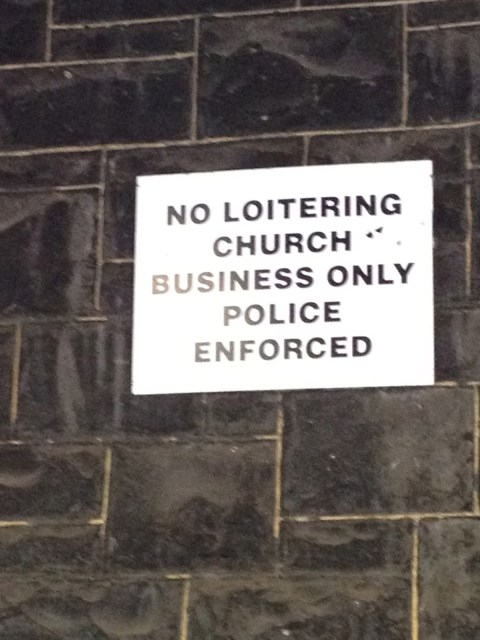 NO LOITERING
CHURCH
BUSINESS ONLY
POLICE
ENFORCED